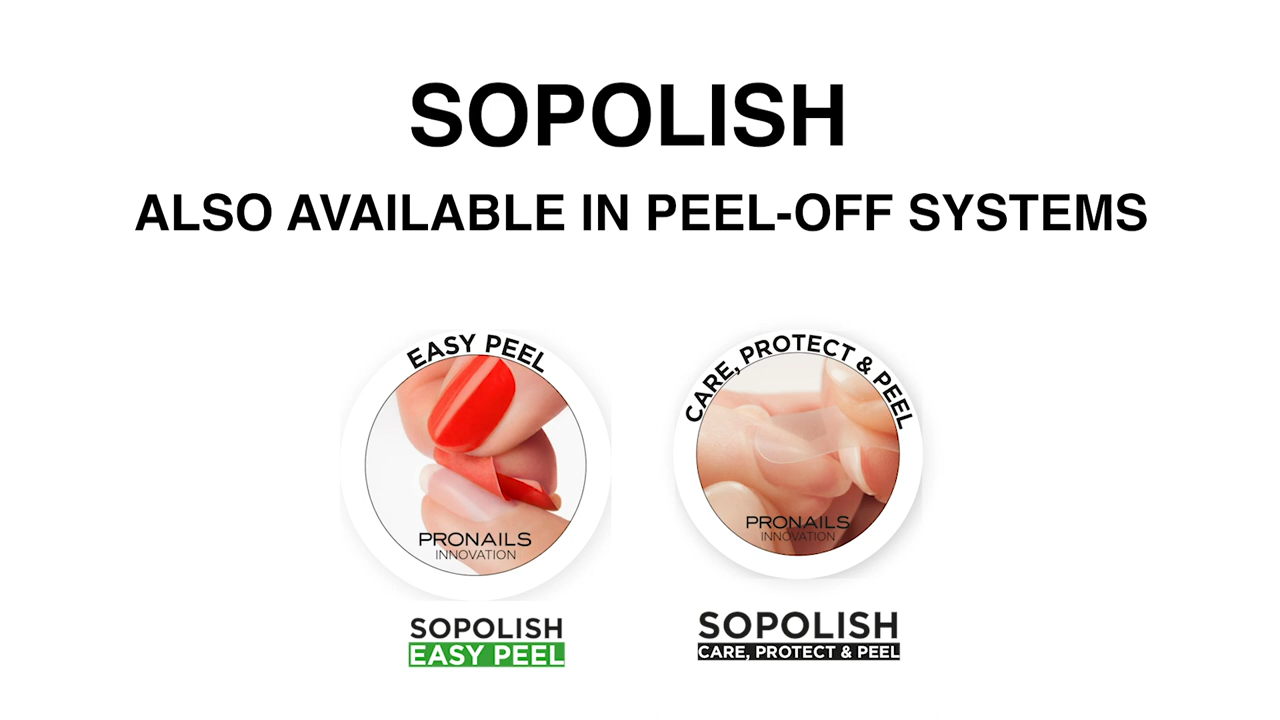 SOPOLISH
ALSO AVAILABLE IN PEEL-OFF SYSTEMS
EASY PEEL
PRONAILS
INNOVATION
SOPOLISH
EASY PEEL
CARE, PROTECT & PEEL
PRONAILS
INNOVATION
SOPOLISH
CARE, PROTECT & PEEL